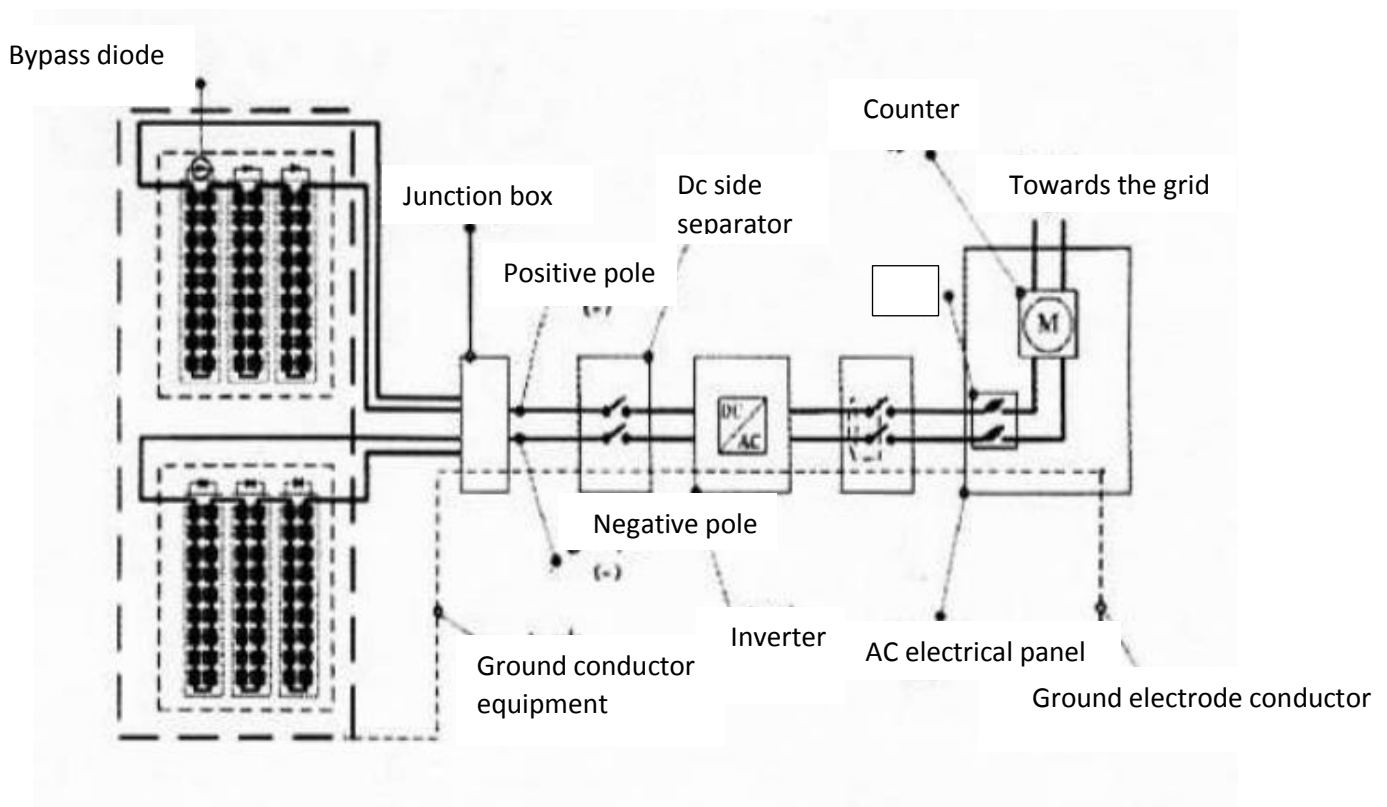 Bypass diode
Counter
Junction box
Dc side
separator
Towards the grid
Positive pole
M
DC
AC
Negative pole
(-)
Inverter
AC electrical panel
Ground conductor
equipment
Ground electrode conductor